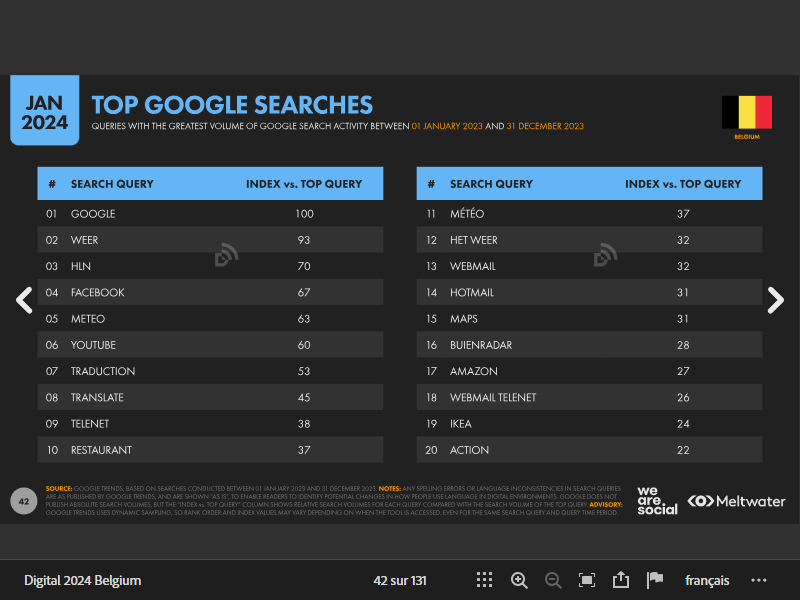 JAN
2024
TOP GOOGLE SEARCHES
QUERIES WITH THE GREATEST VOLUME OF GOOGLE SEARCH ACTIVITY BETWEEN 01 JANUARY 2023 AND 31 DECEMBER 2023
BELGIUM
# SEARCH QUERY INDEX vs. TOP QUERY
01 GOOGLE 100
02 WEER 93
03 HLN 70
04 FACEBOOK 67
05 METEO 63
06 YOUTUBE 60
07 TRADUCTION 53
08 TRANSLATE 45
09 TELENET 38
10 RESTAURANT 37
# SEARCH QUERY INDEX vs. TOP QUERY
11 MÉTÉO 37
12 HET WEER 32
13 WEBMAIL 32
14 HOTMAIL 31
15 MAPS 31
16 BUIENRADAR 28
17 AMAZON 27
18 WEBMAIL TELENET 26
19 IKEA 24
20 ACTION 22
42
SOURCE: GOOGLE TRENDS, BASED ON SEARCHES CONDUCTED BETWEEN 01 JANUARY 2023 AND 31 DECEMBER 2023. NOTES: ANY SPELLING ERRORS OR LANGUAGE INCONSISTENCIES IN SEARCH QUERIES
ARE AS PUBLISHED BY GOOGLE TRENDS, AND ARE SHOWN "AS IS", TO ENABLE READERS TO IDENTIFY POTENTIAL CHANGES IN HOW PEOPLE USE LANGUAGE IN DIGITAL ENVIRONMENTS. GOOGLE DOES NOT
PUBLISH ABSOLUTE SEARCH VOLUMES, BUT THE "INDEX vs. TOP QUERY" COLUMN SHOWS RELATIVE SEARCH VOLUMES FOR EACH QUERY COMPARED WITH THE SEARCH VOLUME OF THE TOP QUERY. ADVISORY:
GOOGLE TRENDS USES DYNAMIC SAMPLING, SO RANK ORDER AND INDEX VALUES MAY VARY DEPENDING ON WHEN THE TOOL IS ACCESSED, EVEN FOR THE SAME SEARCH QUERY AND QUERY TIME PERIOD.
we
are.
social
Meltwater
Digital 2024 Belgium
42 sur 131
français